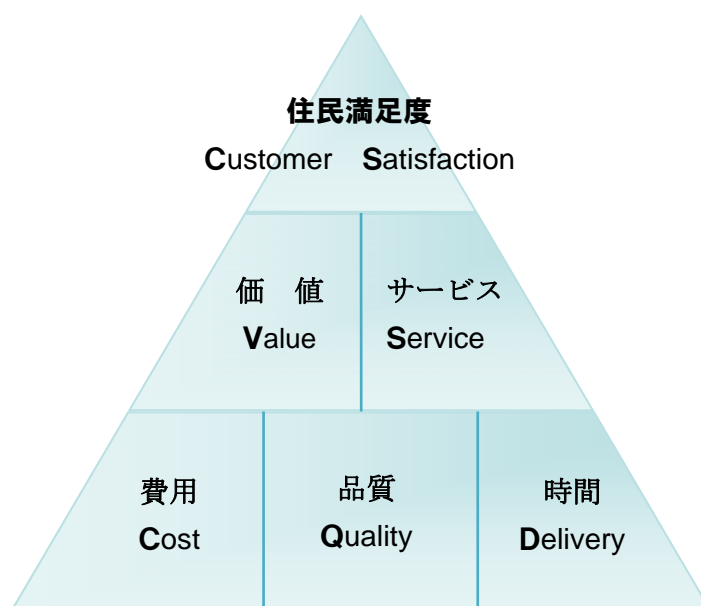 住民満足度
Customer　Satisfaction
価　値
Value
サービス
Service
費用
Cost
品質
Quality
時間
Delivery